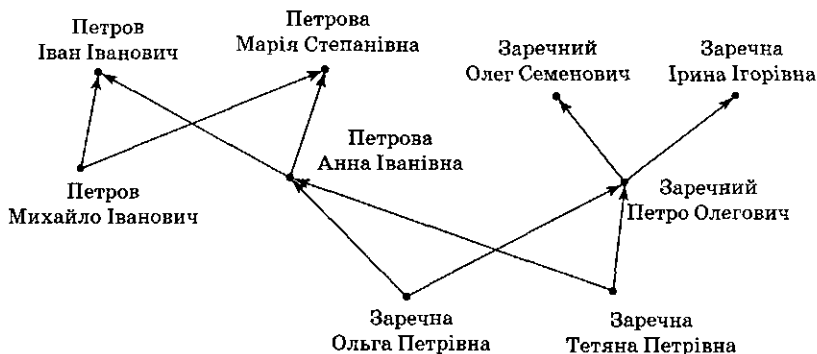 Петров
Іван Іванович
Петрова
Марія Степанівна
Заречний
Олег Семенович
Заречна
Ірина Ігорівна
Петрова
Анна Іванівна
Петров
Михайло Іванович
Заречний
Петро Олегович
Заречна
Ольга Петрівна
Заречна
Тетяна Петрівна